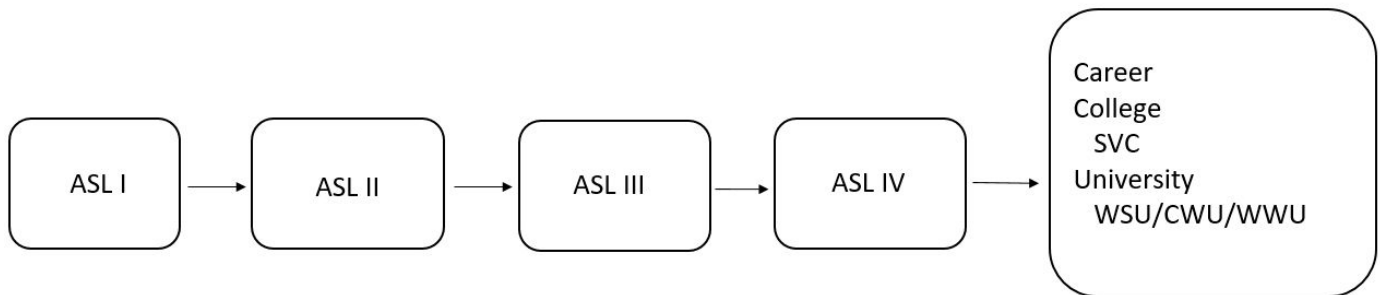 ASL I
ASL II
ASL III
ASL IV
Career
College
SVC
University
WSU/CWU/WWU